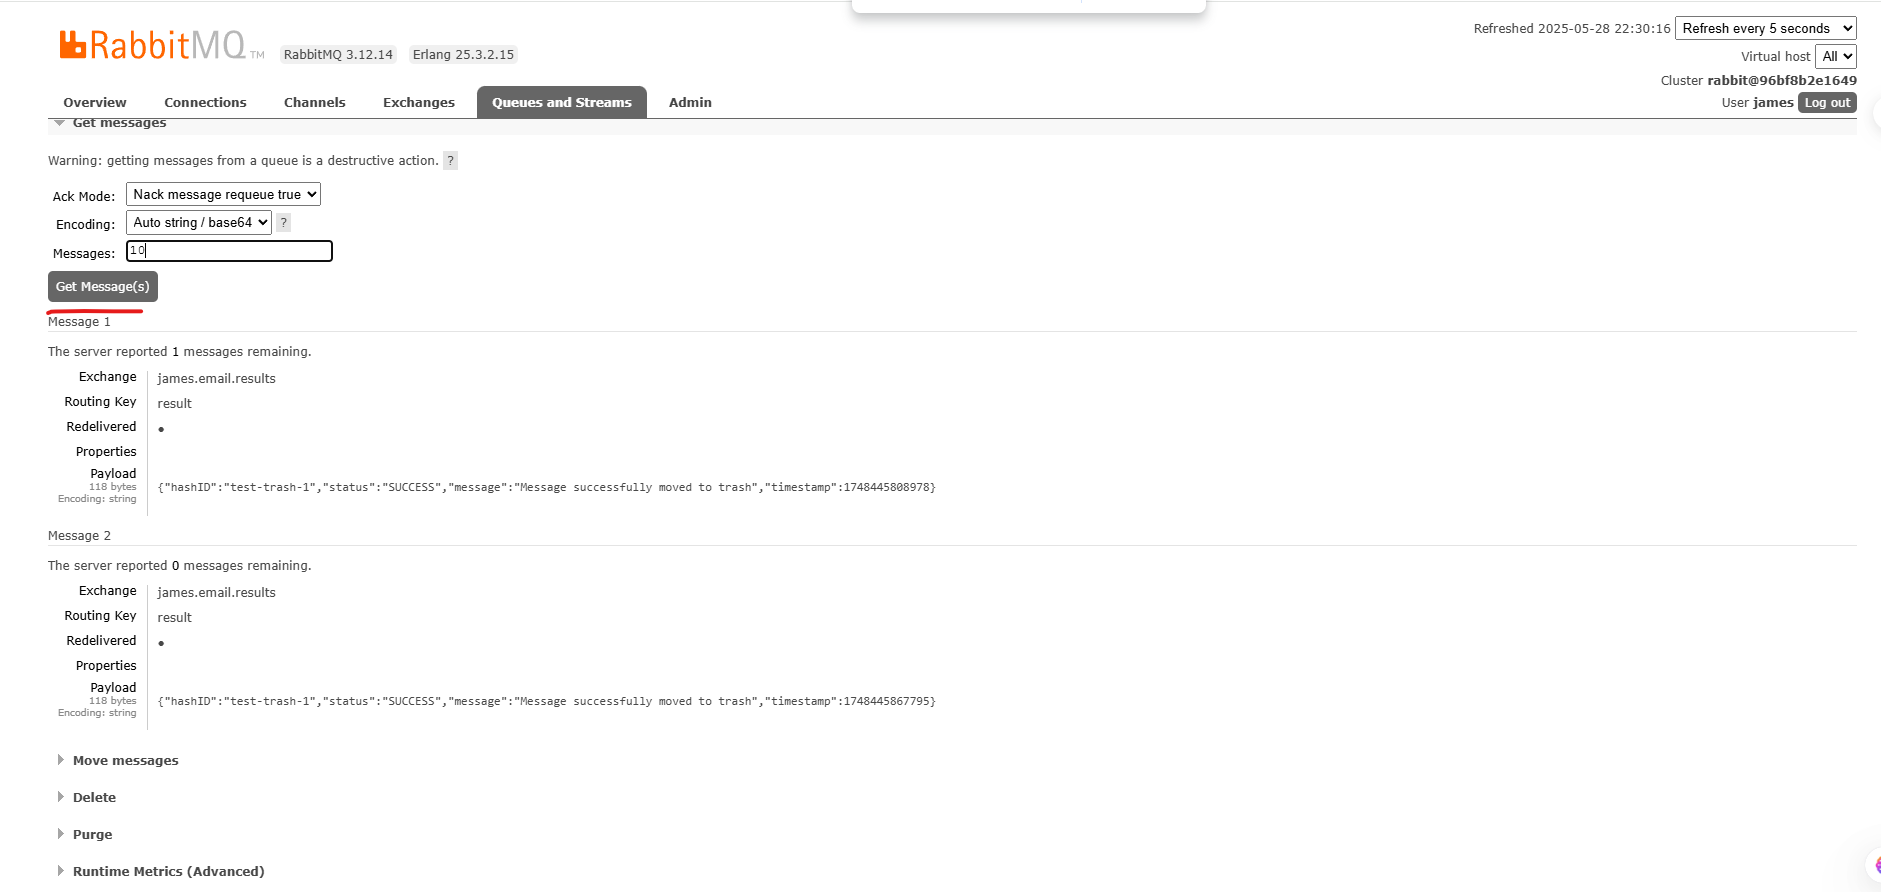 Refreshed 2025-05-28 22:30:16 Refresh every 5 seconds
RabbitMQ TM RabbitMQ 3.12.14 Erlang 25.3.2.15
Virtual host All
Cluster rabbit@96bf8b2e1649
User james Log out
Overview Connections Channels Exchanges Queues and Streams Admin
Get messages
Warning: getting messages from a queue is a destructive action. ?
Ack Mode: Nack message requeue true
Encoding: Auto string / base64 ?
Messages: 10
Get Message(s)
Message 1
The server reported 1 messages remaining.
Exchange james.email.results
Routing Key result
Redelivered ●
Properties
Payload
118 bytes
Encoding: string
{"hashID":"test-trash-1","status":"SUCCESS","message":"Message successfully moved to trash","timestamp":1748445808978}
Message 2
The server reported 0 messages remaining.
Exchange james.email.results
Routing Key result
Redelivered ●
Properties
Payload
118 bytes
Encoding: string
{"hashID":"test-trash-1","status":"SUCCESS","message":"Message successfully moved to trash","timestamp":1748445867795}
Move messages
Delete
Purge
Runtime Metrics (Advanced)